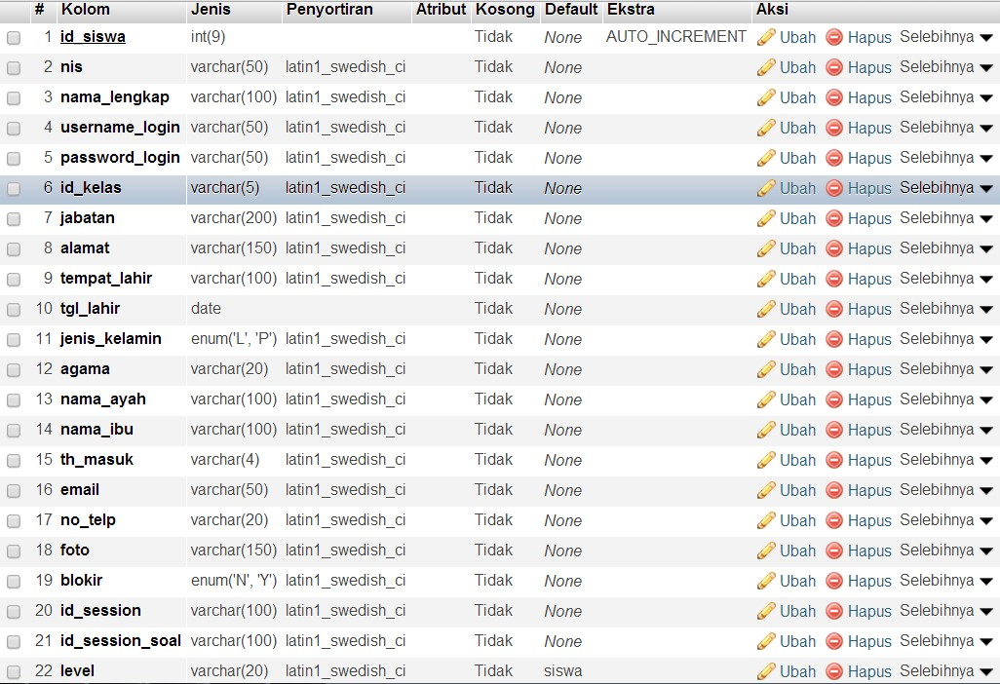 # Kolom Jenis Penyortiran Atribut Kosong Default Ekstra Aksi
1 id_siswa int(9) Tidak None AUTO_INCREMENT Ubah Hapus Selebihnya
2 nis varchar(50) latin1_swedish_ci Tidak None Ubah Hapus Selebihnya
3 nama_lengkap varchar(100) latin1_swedish_ci Tidak None Ubah Hapus Selebihnya
4 username_login varchar(50) latin1_swedish_ci Tidak None Ubah Hapus Selebihnya
5 password_login varchar(50) latin1_swedish_ci Tidak None Ubah Hapus Selebihnya
6 id_kelas varchar(5) latin1_swedish_ci Tidak None Ubah Hapus Selebihnya
7 jabatan varchar(200) latin1_swedish_ci Tidak None Ubah Hapus Selebihnya
8 alamat varchar(150) latin1_swedish_ci Tidak None Ubah Hapus Selebihnya
9 tempat_lahir varchar(100) latin1_swedish_ci Tidak None Ubah Hapus Selebihnya
10 tgl_lahir date Tidak None Ubah Hapus Selebihnya
11 jenis_kelamin enum('L', 'P') latin1_swedish_ci Tidak None Ubah Hapus Selebihnya
12 agama varchar(20) latin1_swedish_ci Tidak None Ubah Hapus Selebihnya
13 nama_ayah varchar(100) latin1_swedish_ci Tidak None Ubah Hapus Selebihnya
14 nama_ibu varchar(100) latin1_swedish_ci Tidak None Ubah Hapus Selebihnya
15 th_masuk varchar(4) latin1_swedish_ci Tidak None Ubah Hapus Selebihnya
16 email varchar(50) latin1_swedish_ci Tidak None Ubah Hapus Selebihnya
17 no_telp varchar(20) latin1_swedish_ci Tidak None Ubah Hapus Selebihnya
18 foto varchar(150) latin1_swedish_ci Tidak None Ubah Hapus Selebihnya
19 blokir enum('N', 'Y') latin1_swedish_ci Tidak None Ubah Hapus Selebihnya
20 id_session varchar(100) latin1_swedish_ci Tidak None Ubah Hapus Selebihnya
21 id_session_soal varchar(100) latin1_swedish_ci Tidak None Ubah Hapus Selebihnya
22 level varchar(20) latin1_swedish_ci Tidak siswa Ubah Hapus Selebihnya